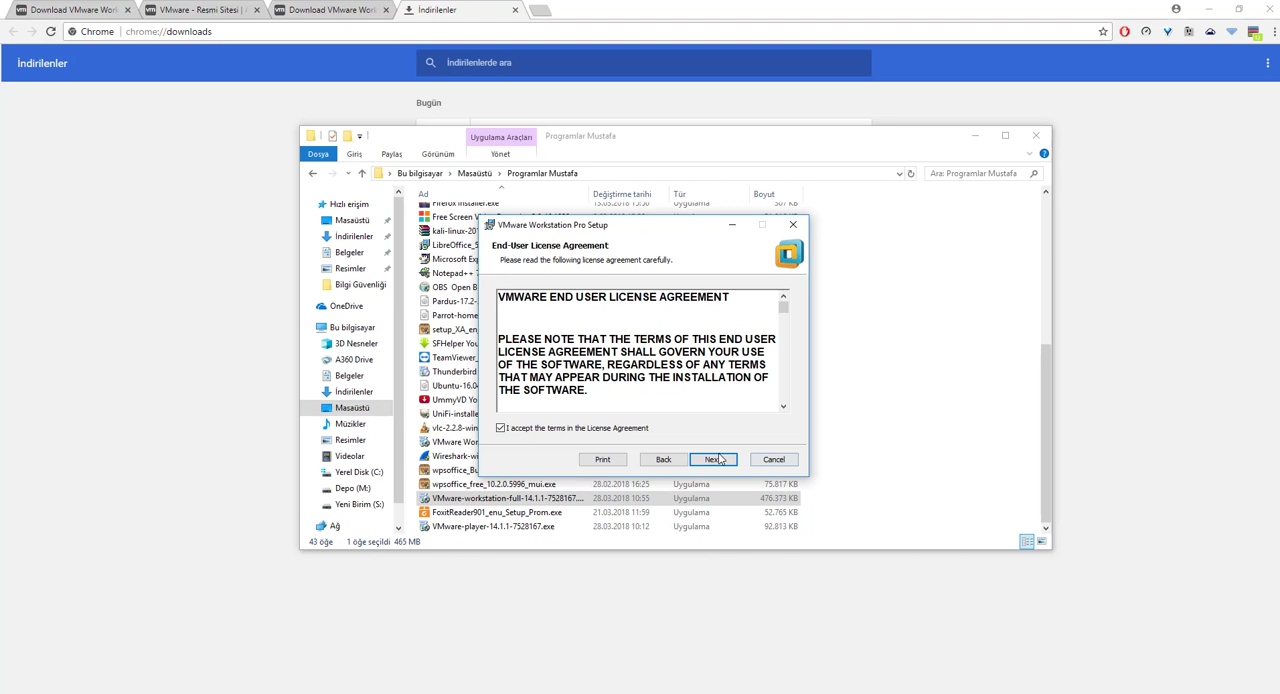 Download VMware Work
VMware - Resmi Sitesi |
Download VMware Work
İndirilenler
Chrome
chrome://downloads
İndirilenler
İndirilenlerde ara
Bugün
Uygulama Araçları
Programlar Mustafa
Dosya
Giriş
Paylaş
Görünüm
Yönet
Bu bilgisayar
Masaüstü
Programlar Mustafa
Ara: Programlar Mustafa
Ad
Değiştirme tarihi
Tür
Boyut
Hızlı erişim
Masaüstü
İndirilenler
Belgeler
Resimler
Bilgi Güvenliği
OneDrive
Bu bilgisayar
3D Nesneler
A360 Drive
Belgeler
İndirilenler
Masaüstü
Müzikler
Resimler
Videolar
Yerel Disk (C:)
Depo (M:)
Yeni Birim (S:)
Ağ
Firefox Installer.exe
Uygulama
307 KB
Free Screen
kali-linux-20
LibreOffice_5
Microsoft Exp
Notepad++ 7
OBS Open B
Pardus-17.2-
Parrot-home
setup_XA_en
SFHelper You
TeamViewer_
Thunderbird
Ubuntu-16.04
UmmyVD Yo
UniFi-installe
vlc-2.2.8-win
VMware Wor
Wireshark-wi
wpsoffice_Bu
wpsoffice_free_10.2.0.5996_mui.exe
28.02.2018 16:25
Uygulama
75.817 KB
VMware-workstation-full-14.1.1-7528167....
28.03.2018 10:55
Uygulama
476.373 KB
FoxitReader901_enu_Setup_Prom.exe
21.03.2018 11:59
Uygulama
52.765 KB
VMware-player-14.1.1-7528167.exe
28.03.2018 10:12
Uygulama
92.813 KB
43 öğe
1 öğe seçildi
465 MB
VMware Workstation Pro Setup
End-User License Agreement
Please read the following license agreement carefully.
VMWARE END USER LICENSE AGREEMENT
PLEASE NOTE THAT THE TERMS OF THIS END USER
LICENSE AGREEMENT SHALL GOVERN YOUR USE
OF THE SOFTWARE, REGARDLESS OF ANY TERMS
THAT MAY APPEAR DURING THE INSTALLATION OF
THE SOFTWARE.
I accept the terms in the License Agreement
Print
Back
Next
Cancel